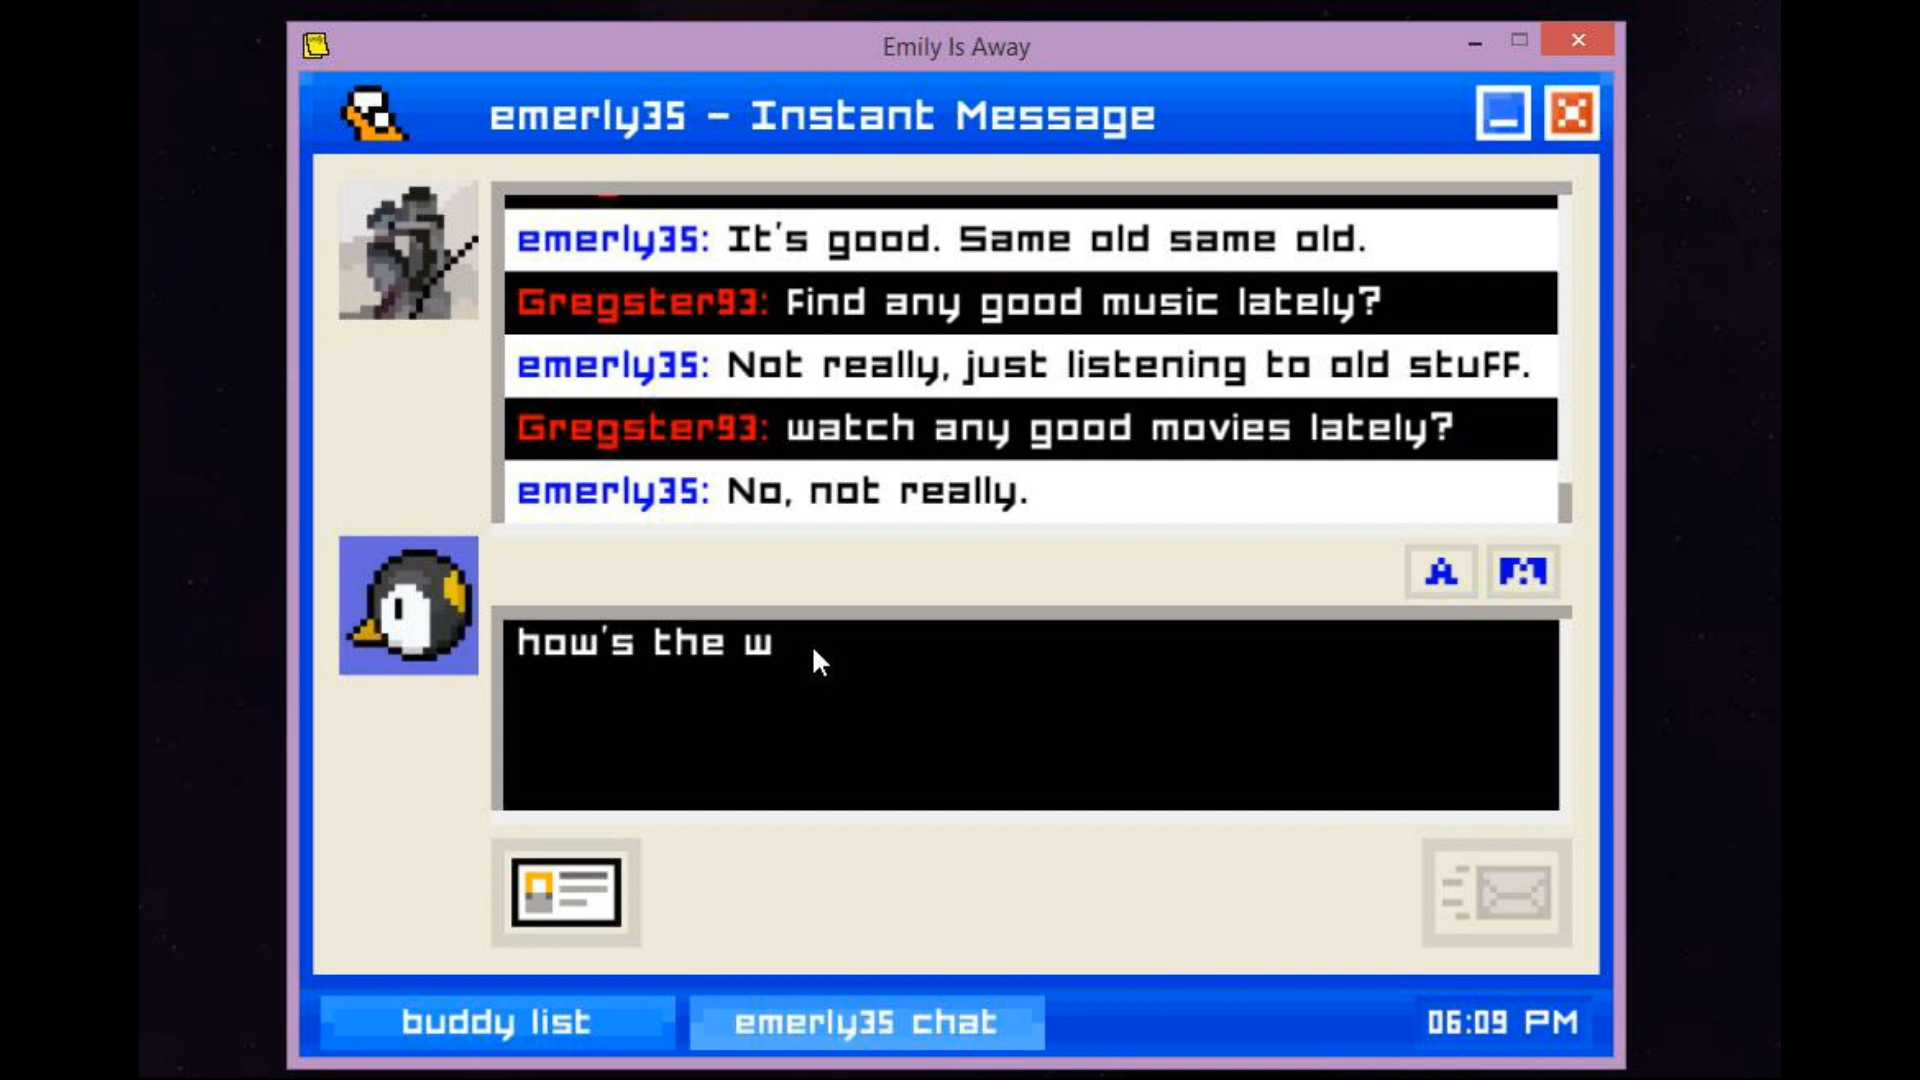 Emily Is Away
emerly35 - Instant Message
emerly35: It's good. Same old same old.
Gregster93: Find any good music lately?
emerly35: Not really, just listening to old stuff.
Gregster93: watch any good movies lately?
emerly35: No, not really.
A
how's the w
buddy list
emerly35 chat
06:09 PM